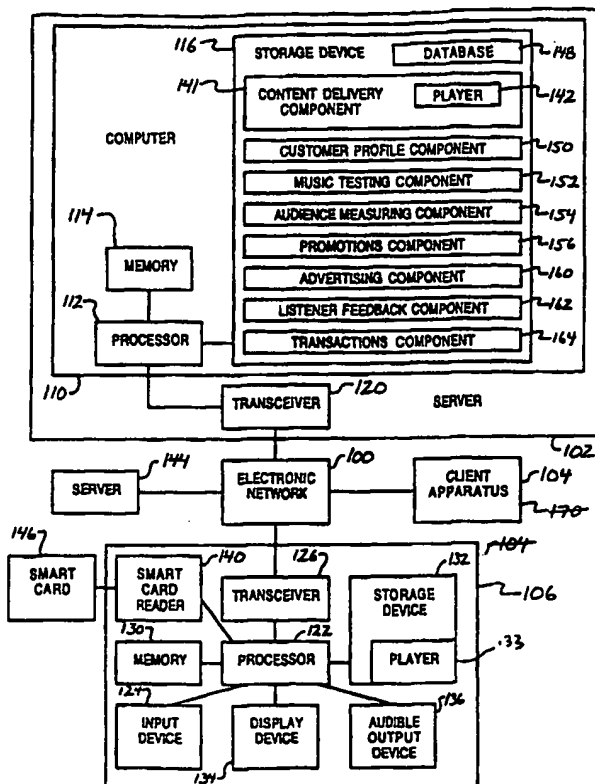 116
STORAGE DEVICE
DATABASE
148
141
CONTENT DELIVERY COMPONENT
PLAYER
142
COMPUTER
CUSTOMER PROFILE COMPONENT
150
MUSIC TESTING COMPONENT
152
114
AUDIENCE MEASURING COMPONENT
154
MEMORY
PROMOTIONS COMPONENT
156
112
ADVERTISING COMPONENT
160
PROCESSOR
LISTENER FEEDBACK COMPONENT
162
TRANSACTIONS COMPONENT
164
110
TRANSCEIVER
120
SERVER
102
144
100
SERVER
ELECTRONIC NETWORK
CLIENT APPARATUS
104
170
146
140
126
132
104
SMART CARD
SMART CARD READER
TRANSCEIVER
STORAGE DEVICE
106
130
122
MEMORY
PROCESSOR
PLAYER
133
124
136
INPUT DEVICE
DISPLAY DEVICE
AUDIBLE OUTPUT DEVICE
134